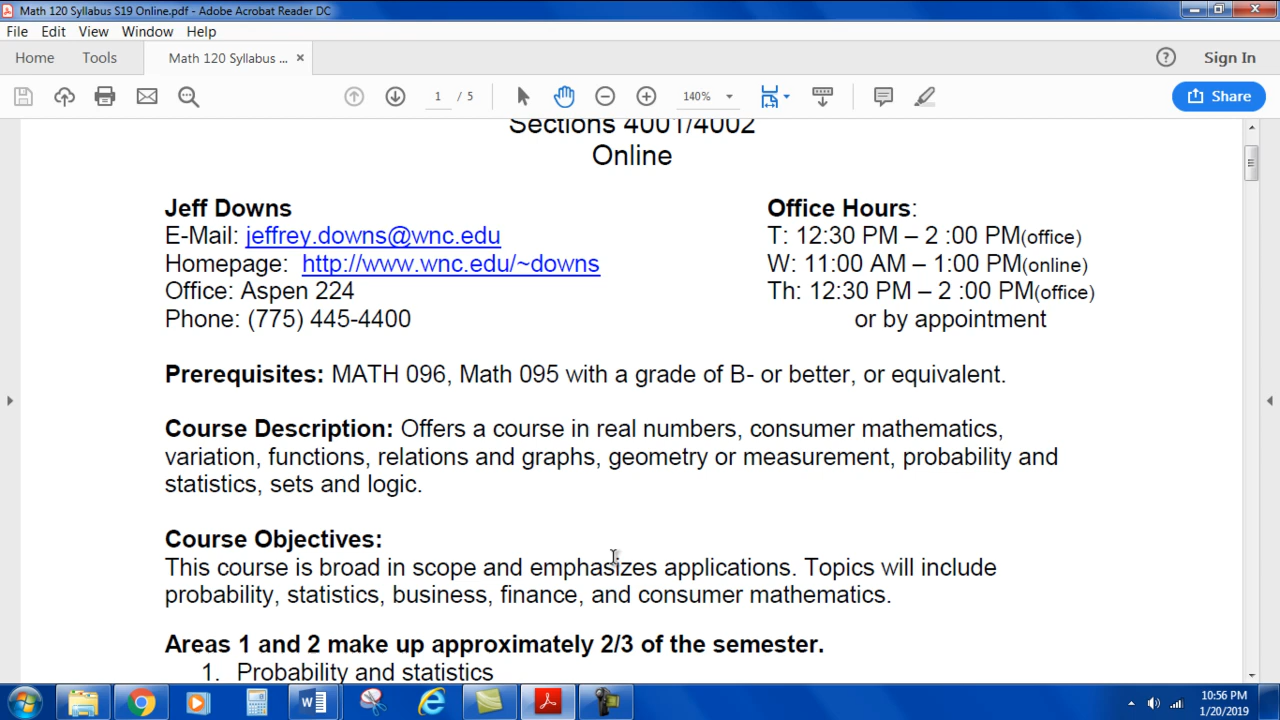 Math 120 Syllabus S19 Online.pdf - Adobe Acrobat Reader DC
File Edit View Window Help
Home Tools Math 120 Syllabus ... × ? Sign In
1 / 5 140% Share
Sections 4001/4002
Online
Jeff Downs
E-Mail: jeffrey.downs@wnc.edu
Homepage: http://www.wnc.edu/~downs
Office: Aspen 224
Phone: (775) 445-4400
Office Hours:
T: 12:30 PM – 2 :00 PM(office)
W: 11:00 AM – 1:00 PM(online)
Th: 12:30 PM – 2 :00 PM(office)
or by appointment
Prerequisites: MATH 096, Math 095 with a grade of B- or better, or equivalent.
Course Description: Offers a course in real numbers, consumer mathematics,
variation, functions, relations and graphs, geometry or measurement, probability and
statistics, sets and logic.
Course Objectives:
This course is broad in scope and emphasizes applications. Topics will include
probability, statistics, business, finance, and consumer mathematics.
Areas 1 and 2 make up approximately 2/3 of the semester.
1. Probability and statistics
10:56 PM
1/20/2019